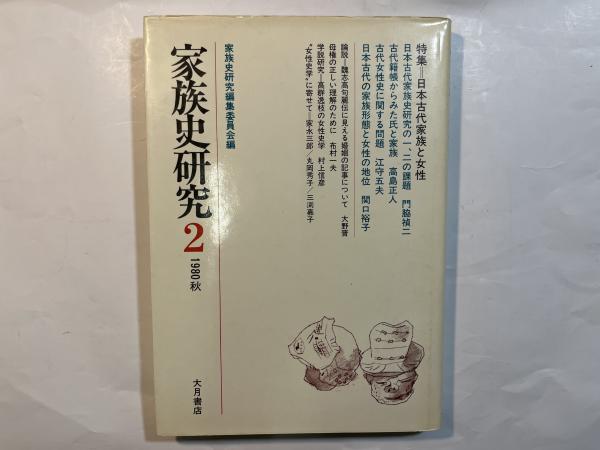 特集＝日本古代家族と女性
日本古代家族史研究の一、二の課題　門脇禎二
古代籍帳からみた氏と家族　高島正人
古代女性史に関する問題　江守五夫
日本古代の家族形態と女性の地位　関口裕子
論説＝魏志高句麗伝に見える婚姻の記事について　大野晋
母権の正しい理解のために　布村一夫
学説研究＝高群逸枝の女性史学　村上信彦
“女性史学”に寄せて＝家永三郎／丸岡秀子／三渕嘉子
家族史研究編集委員会編
家族史研究2
1980秋
大月書店